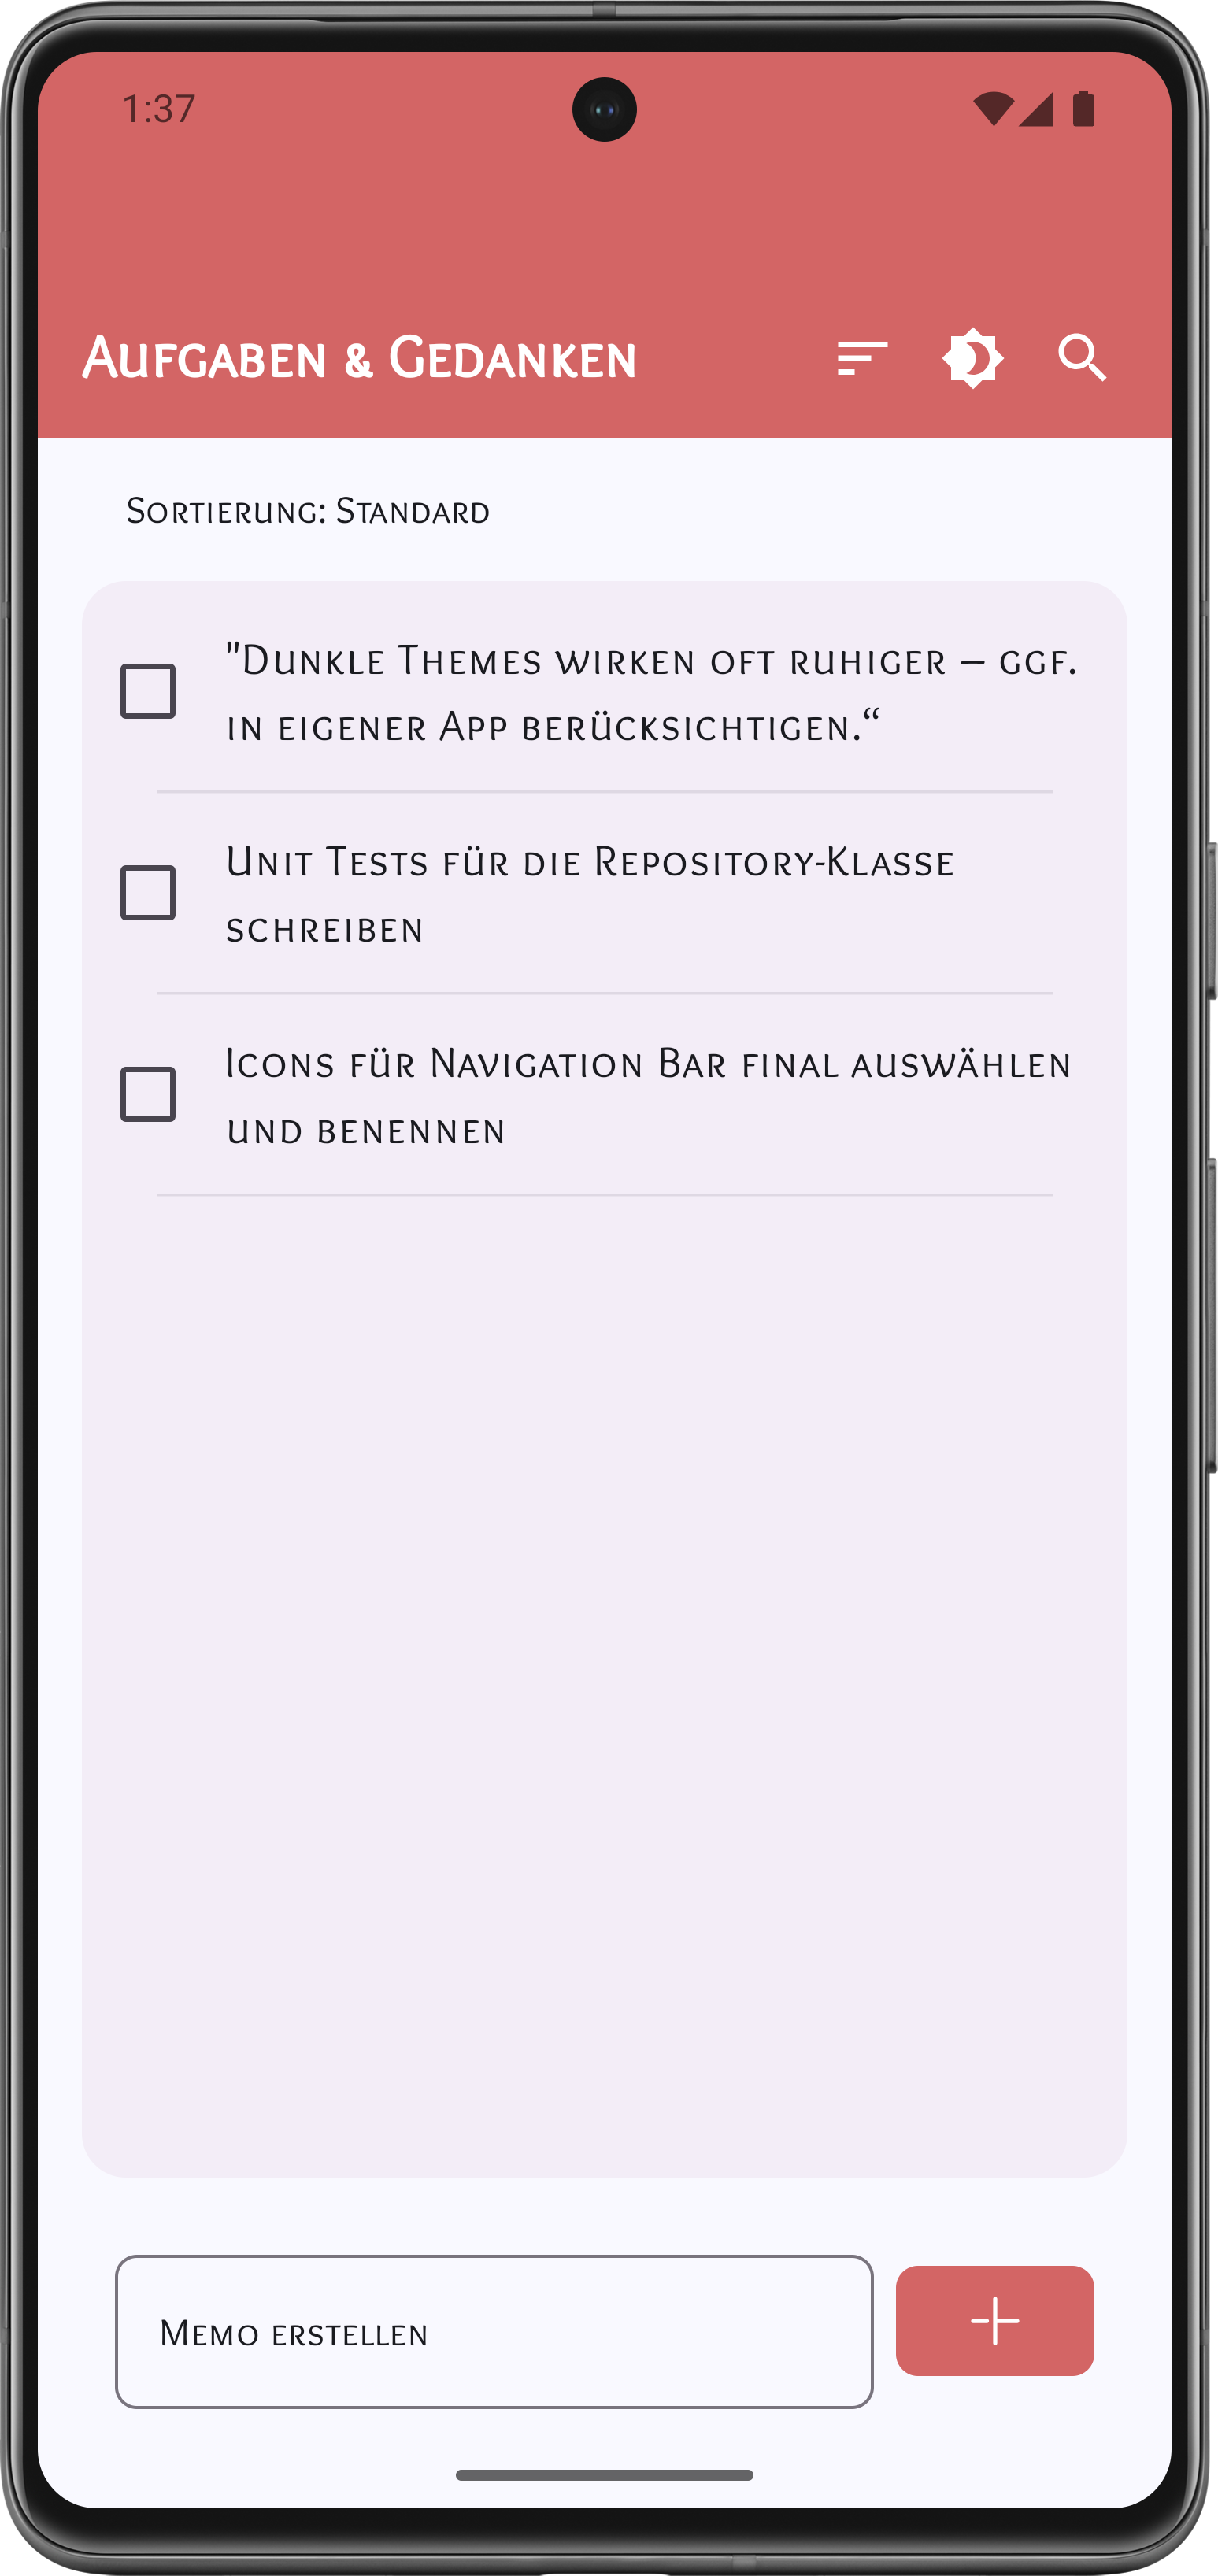 1:37
Aufgaben & Gedanken
Sortierung: Standard
"Dunkle Themes wirken oft ruhiger – ggf.
in eigener App berücksichtigen.“
Unit Tests für die Repository-Klasse
schreiben
Icons für Navigation Bar final auswählen
und benennen
Memo erstellen